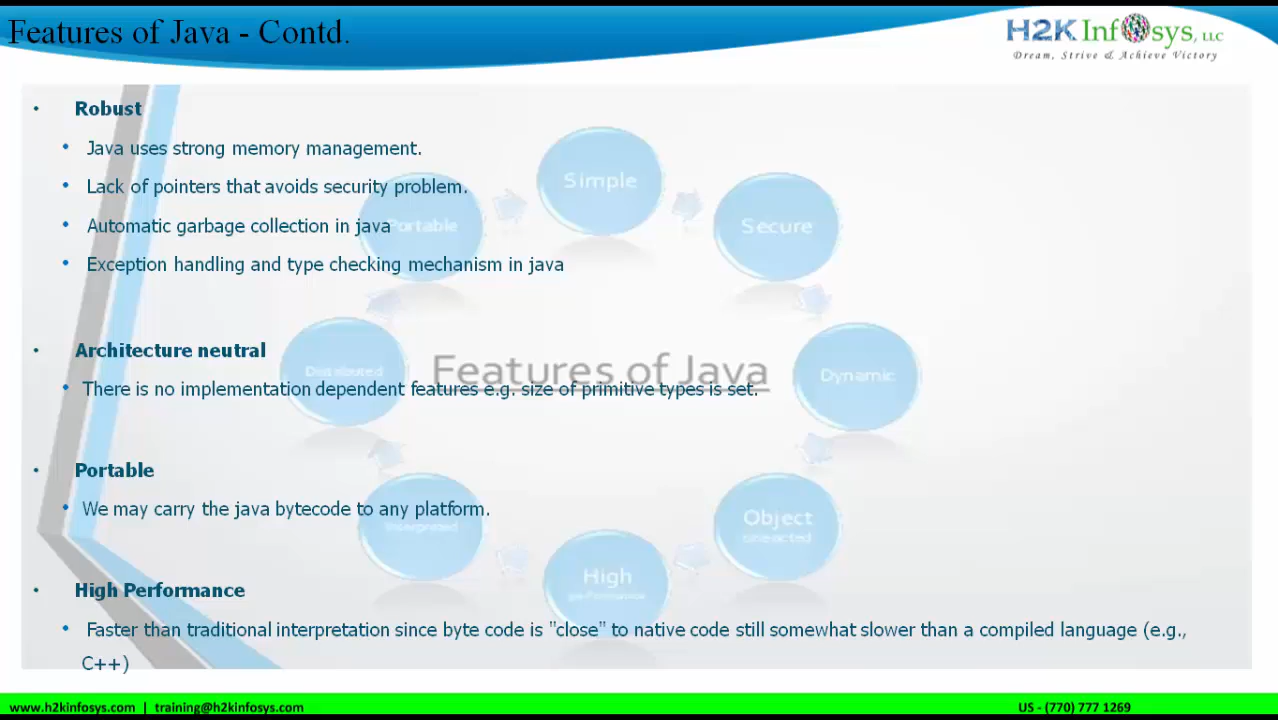 Features of Java - Contd.
H2K Infosys, LLC
Dream, Strive & Achieve Victory
• Robust
• Java uses strong memory management.
• Lack of pointers that avoids security problem.
• Automatic garbage collection in java
• Exception handling and type checking mechanism in java
• Architecture neutral
• There is no implementation dependent features e.g. size of primitive types is set.
• Portable
• We may carry the java bytecode to any platform.
• High Performance
• Faster than traditional interpretation since byte code is "close" to native code still somewhat slower than a compiled language (e.g.,
C++)
Features of Java
Simple
Secure
Dynamic
Object
oriented
High
performance
Interpreted
Distributed
Portable
www.h2kinfosys.com | training@h2kinfosys.com
US - (770) 777 1269